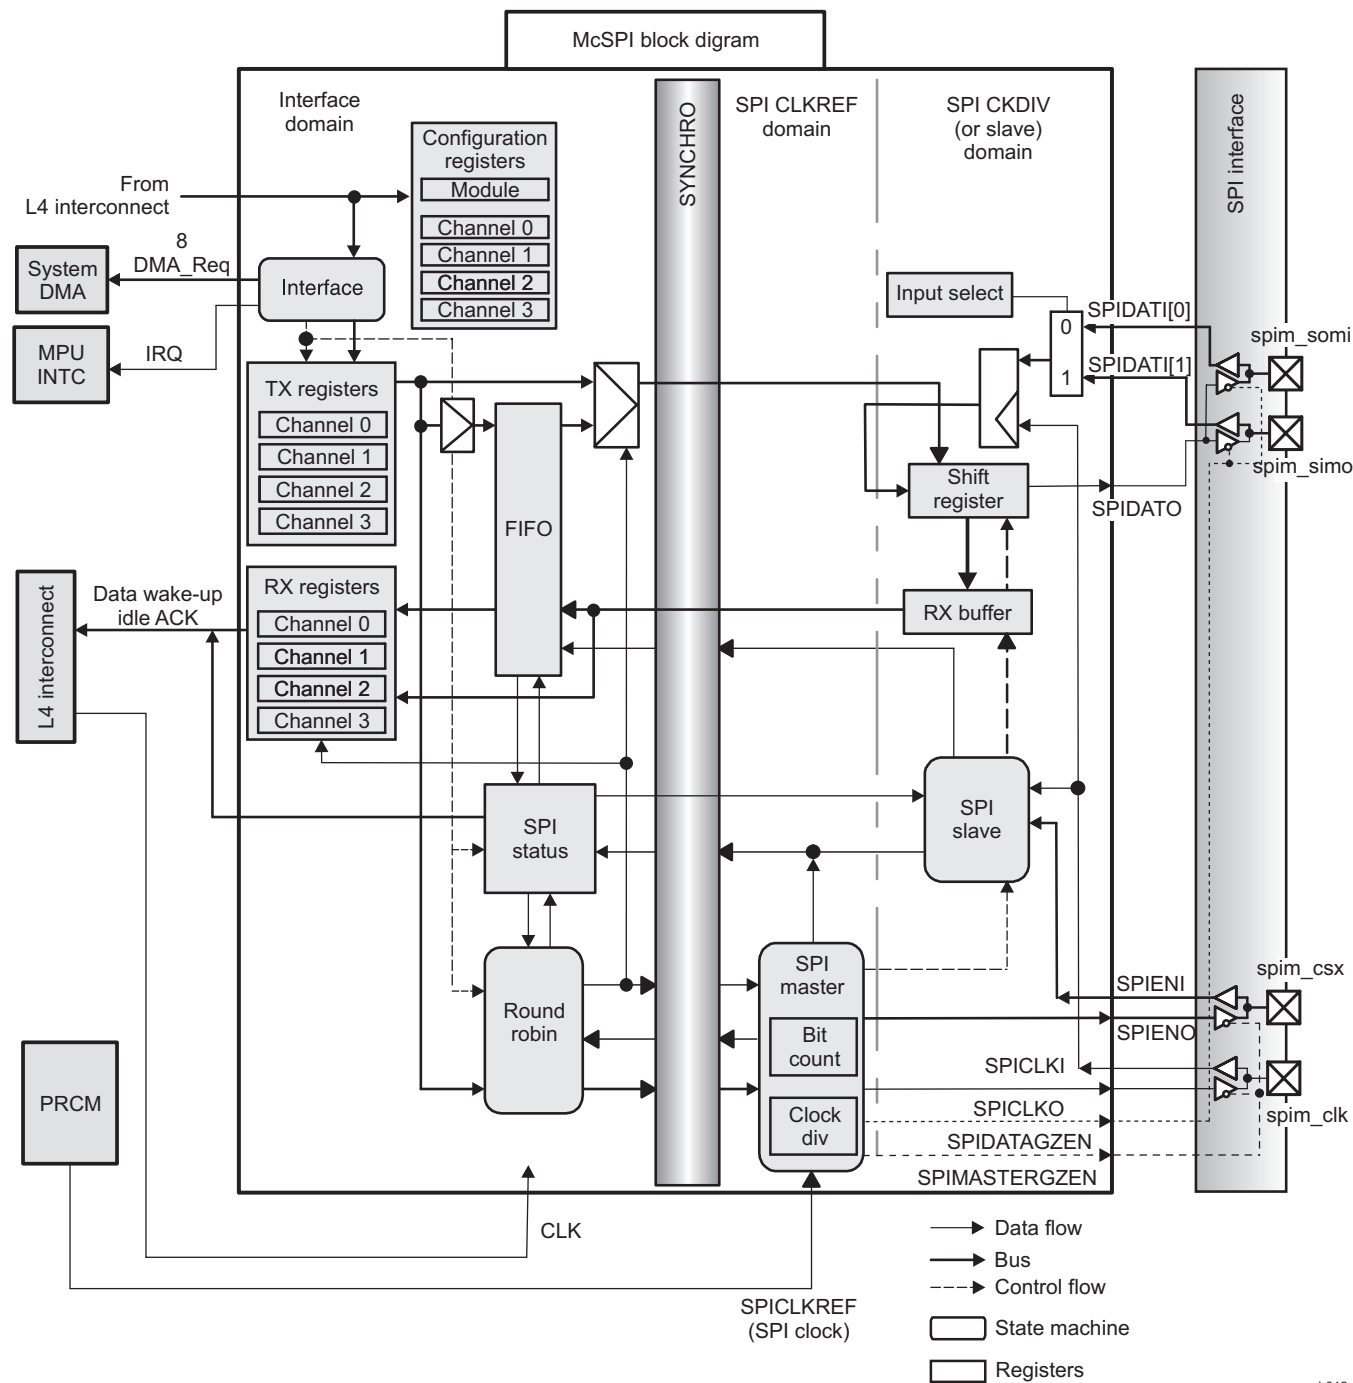 McSPI block digram
Interface
domain
Configuration
registers
Module
Channel 0
Channel 1
Channel 2
Channel 3
SYNCHRO
SPI CLKREF
domain
SPI CKDIV
(or slave)
domain
SPI interface
From
L4 interconnect
8
DMA_Req
System
DMA
Interface
MPU
INTC
IRQ
Input select
0
1
SPIDATI[0]
SPIDATI[1]
spim_somi
spim_simo
TX registers
Channel 0
Channel 1
Channel 2
Channel 3
FIFO
Shift
register
SPIDATO
L4 interconnect
Data wake-up
idle ACK
RX registers
Channel 0
Channel 1
Channel 2
Channel 3
RX buffer
SPI
status
SPI
slave
Round
robin
SPI
master
Bit
count
Clock
div
SPIENI
SPIENO
SPICLKI
SPICLKO
SPIDATAGZEN
SPIMASTERGZEN
spim_csx
spim_clk
PRCM
CLK
SPICLKREF
(SPI clock)
Data flow
Bus
Control flow
State machine
Registers